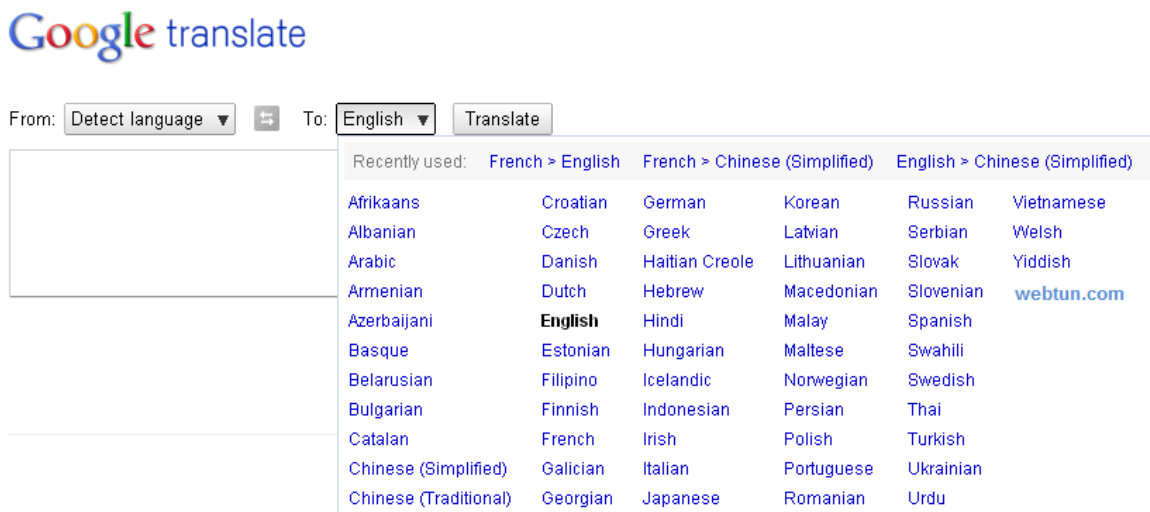 Google translate
From: Detect language ▼ To: English ▼ Translate
Recently used: French > English French > Chinese (Simplified) English > Chinese (Simplified)
Afrikaans Croatian German Korean Russian Vietnamese
Albanian Czech Greek Latvian Serbian Welsh
Arabic Danish Haitian Creole Lithuanian Slovak Yiddish
Armenian Dutch Hebrew Macedonian Slovenian webtun.com
Azerbaijani English Hindi Malay Spanish
Basque Estonian Hungarian Maltese Swahili
Belarusian Filipino Icelandic Norwegian Swedish
Bulgarian Finnish Indonesian Persian Thai
Catalan French Irish Polish Turkish
Chinese (Simplified) Galician Italian Portuguese Ukrainian
Chinese (Traditional) Georgian Japanese Romanian Urdu